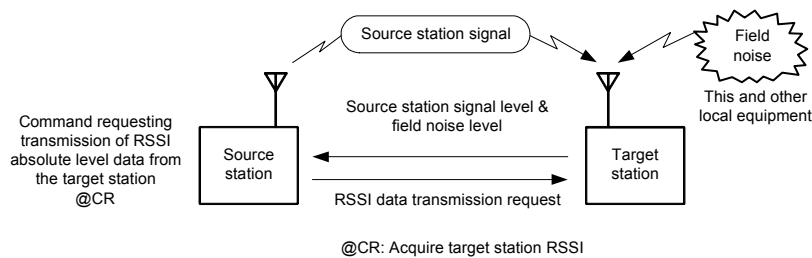 Source station signal
Field
noise
This and other
local equipment
Source station signal level &
field noise level
Command requesting
transmission of RSSI
absolute level data from
the target station
@CR
Source
station
Target
station
RSSI data transmission request
@CR: Acquire target station RSSI